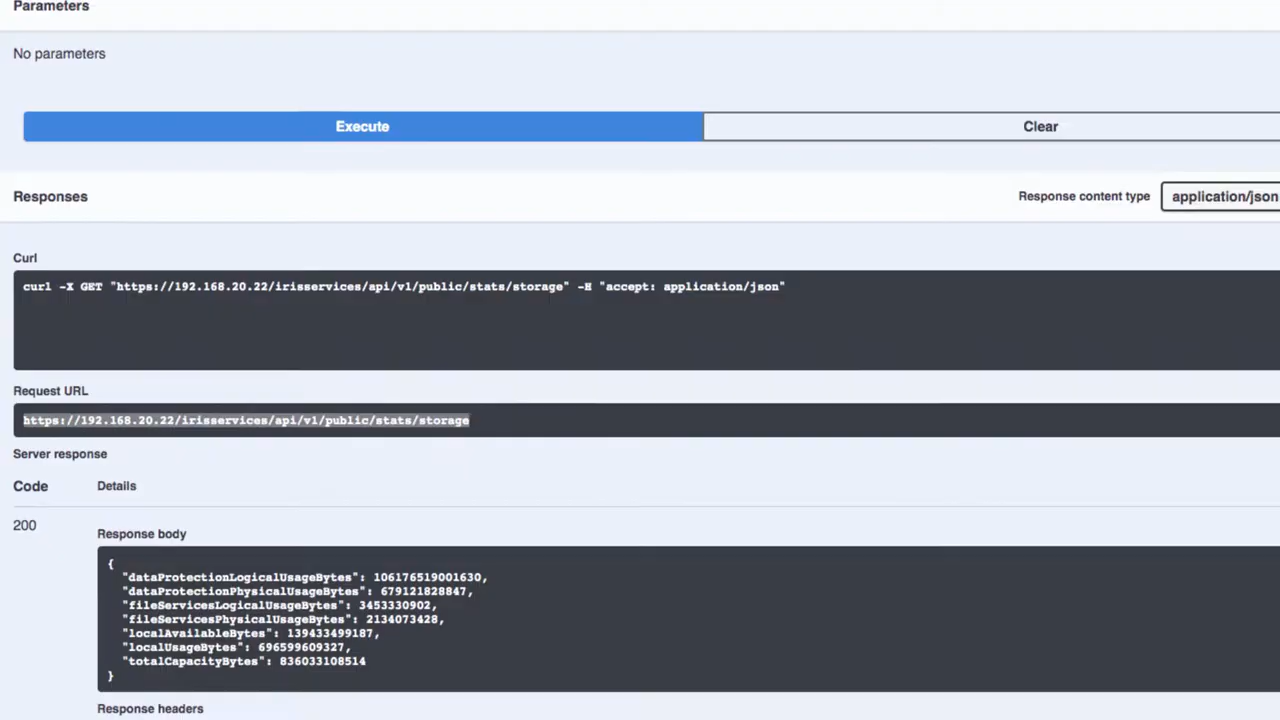 Parameters
No parameters
Execute
Clear
Responses
Response content type
application/json
Curl
curl -X GET "https://192.168.20.22/irisservices/api/v1/public/stats/storage" -H "accept: application/json"
Request URL
https://192.168.20.22/irisservices/api/v1/public/stats/storage
Server response
Code
Details
200
Response body
{
"dataProtectionLogicalUsageBytes": 106176519001630,
"dataProtectionPhysicalUsageBytes": 679121828847,
"fileServicesLogicalUsageBytes": 3453330902,
"fileServicesPhysicalUsageBytes": 2134073428,
"localAvailableBytes": 139433499187,
"localUsageBytes": 696599609327,
"totalCapacityBytes": 836033108514
}
Response headers